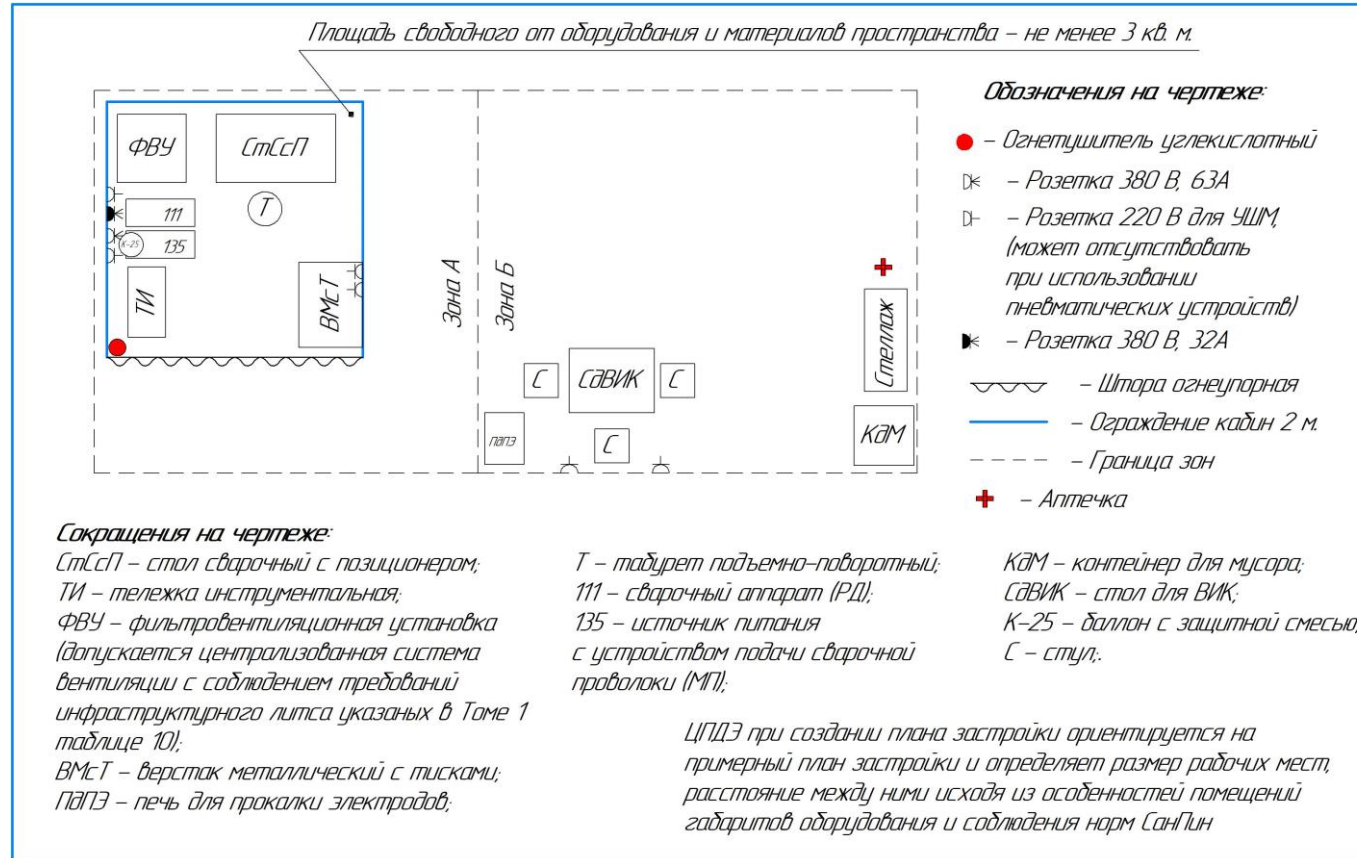 Площадь свободного от оборудования и материалов пространства – не менее 3 кв. м.
ФВУ
СтСсП
Т
111
К-25
135
ТИ
ВМсТ
Зона А
Зона Б
С
СдВИК
С
ПдПЭ
С
Стеллаж
КдМ
Обозначения на чертеже:
– Огнетушитель углекислотный
– Розетка 380 В, 63А
– Розетка 220 В для УШМ,
(может отсутствовать
при использовании
пневматических устройств)
– Розетка 380 В, 32А
– Штора огнеупорная
– Ограждение кабин 2 м.
– Граница зон
– Аптечка
Сокращения на чертеже:
СтСсП – стол сварочный с позиционером;
ТИ – тележка инструментальная;
ФВУ – фильтровентиляционная установка
(допускается централизованная система
вентиляции с соблюдением требований
инфраструктурного литса указаных в Томе 1
таблице 10);
ВМсТ – верстак металлический с тисками;
ПдПЭ – печь для прокалки электродов;
Т – табурет подъемно-поворотный;
111 – сварочный аппарат (РД);
135 – источник питания
с устройством подачи сварочной
проволоки (МП);
КдМ – контейнер для мусора;
СдВИК – стол для ВИК;
К-25 – баллон с защитной смесью;
С – стул;.
ЦПДЭ при создании плана застройки ориентируется на
примерный план застройки и определяет размер рабочих мест,
расстояние между ними исходя из особенностей помещений
габаритов оборудования и соблюдения норм СанПин